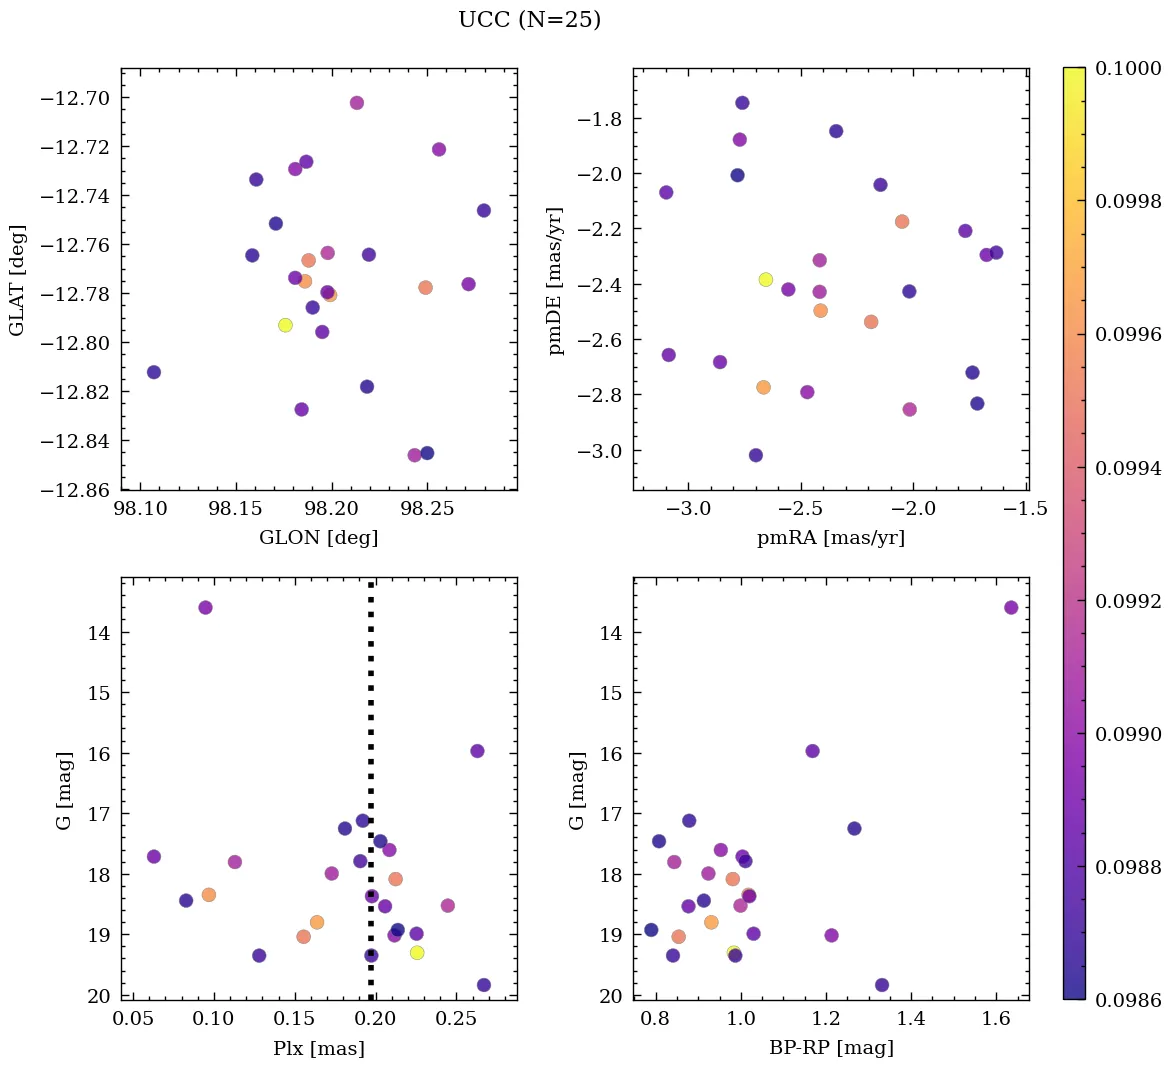 UCC (N=25)
−12.70
−12.72
−12.74
−12.76
−12.78
−12.80
−12.82
−12.84
−12.86
GLAT [deg]
98.10 98.15 98.20 98.25
GLON [deg]
−1.8
−2.0
−2.2
−2.4
−2.6
−2.8
−3.0
pmDE [mas/yr]
−3.0 −2.5 −2.0 −1.5
pmRA [mas/yr]
14
15
16
17
18
19
20
G [mag]
0.05 0.10 0.15 0.20 0.25
Plx [mas]
14
15
16
17
18
19
20
G [mag]
0.8 1.0 1.2 1.4 1.6
BP-RP [mag]
0.1000
0.0998
0.0996
0.0994
0.0992
0.0990
0.0988
0.0986